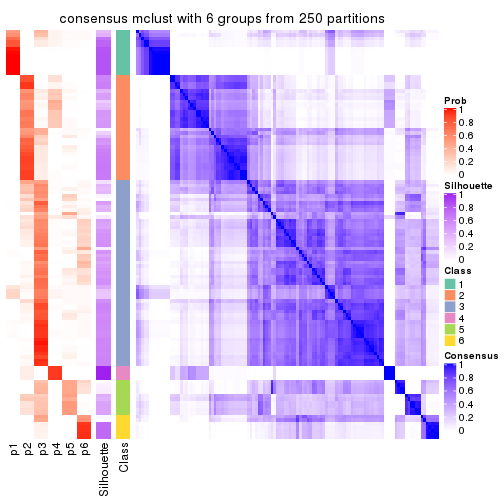 consensus mclust with 6 groups from 250 partitions
Prob
1
0.8
0.6
0.4
0.2
0
Silhouette
1
0.8
0.6
0.4
0.2
0
Class
1
2
3
4
5
6
Consensus
1
0.8
0.6
0.4
0.2
0
p1
p2
p3
p4
p5
p6
Silhouette
Class